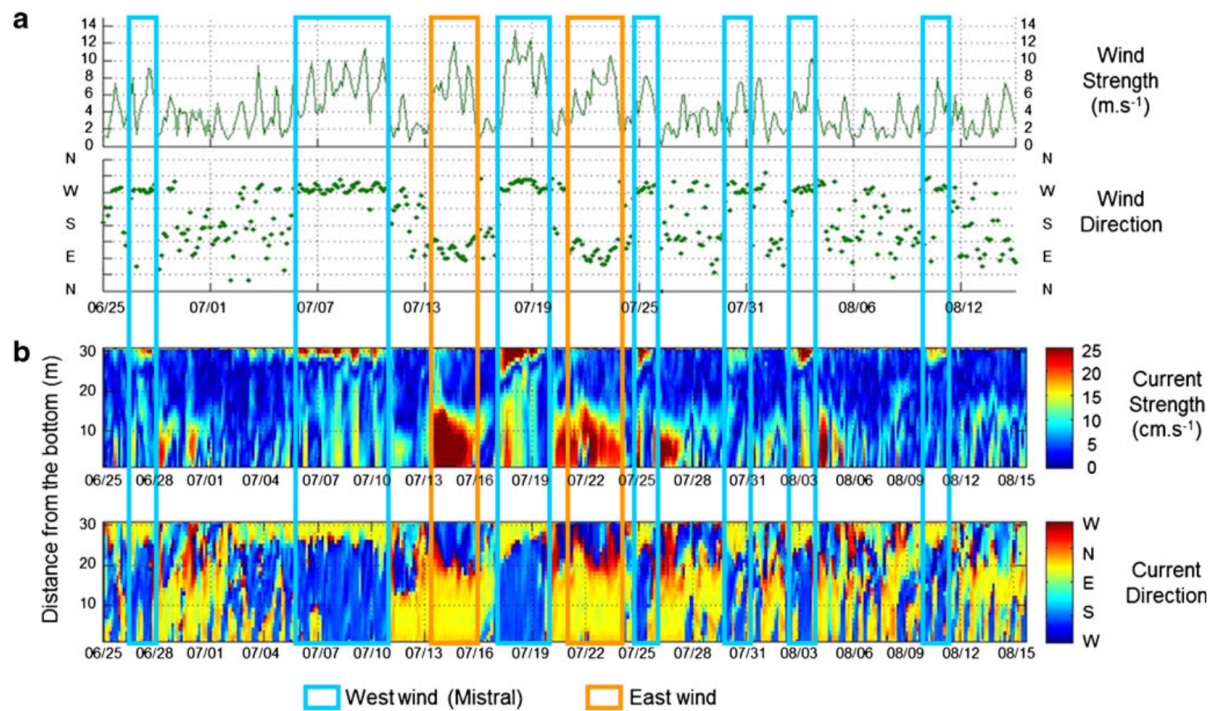 a
14
12
10
8
6
4
2
0
14
12
10
8
6
4
2
0
Wind
Strength
(m.s-1)
N
W
S
E
N
N
W
S
E
N
Wind
Direction
06/25 07/01 07/07 07/13 07/19 07/25 07/31 08/06 08/12
b
Distance from the bottom (m)
30
20
10
25
20
15
10
5
0
Current
Strength
(cm.s-1)
06/25 06/28 07/01 07/04 07/07 07/10 07/13 07/16 07/19 07/22 07/25 07/28 07/31 08/03 08/06 08/09 08/12 08/15
30
20
10
W
N
E
S
W
Current
Direction
06/25 06/28 07/01 07/04 07/07 07/10 07/13 07/16 07/19 07/22 07/25 07/28 07/31 08/03 08/06 08/09 08/12 08/15
West wind (Mistral) East wind